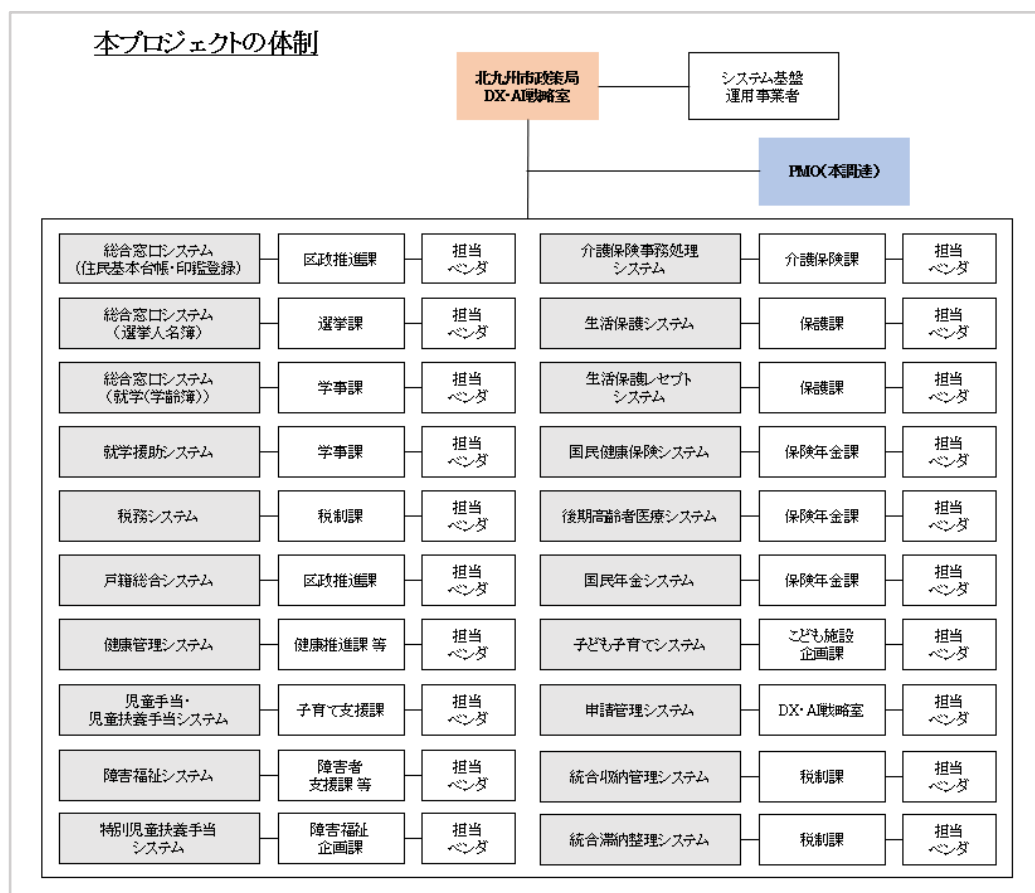 本プロジェクトの体制
北九州市政策局
DX・AI戦略室
システム基盤
運用事業者
PMO(本調達)
総合窓口システム
(住民基本台帳・印鑑登録)
区政推進課
担当
ベンダ
介護保険事務処理
システム
介護保険課
担当
ベンダ
総合窓口システム
(選挙人名簿)
選挙課
担当
ベンダ
生活保護システム
保護課
担当
ベンダ
総合窓口システム
(就学(学齢簿))
学事課
担当
ベンダ
生活保護レセプト
システム
保護課
担当
ベンダ
就学援助システム
学事課
担当
ベンダ
国民健康保険システム
保険年金課
担当
ベンダ
税務システム
税制課
担当
ベンダ
後期高齢者医療システム
保険年金課
担当
ベンダ
戸籍総合システム
区政推進課
担当
ベンダ
国民年金システム
保険年金課
担当
ベンダ
健康管理システム
健康推進課 等
担当
ベンダ
子ども子育てシステム
こども施設
企画課
担当
ベンダ
児童手当・
児童扶養手当システム
子育て支援課
担当
ベンダ
申請管理システム
DX・AI戦略室
担当
ベンダ
障害福祉システム
障害者
支援課 等
担当
ベンダ
統合収納管理システム
税制課
担当
ベンダ
特別児童扶養手当
システム
障害福祉
企画課
担当
ベンダ
統合滞納整理システム
税制課
担当
ベンダ